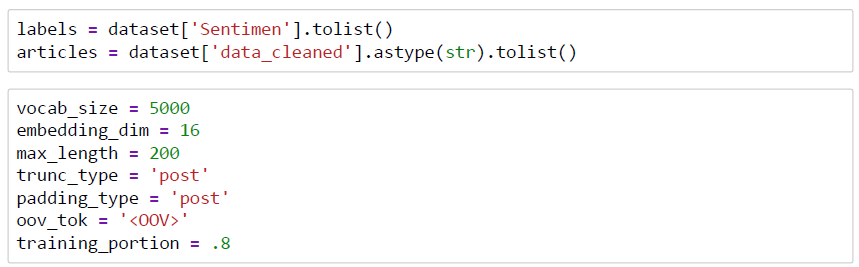 labels = dataset['Sentimen'].tolist()
articles = dataset['data_cleaned'].astype(str).tolist()
vocab_size = 5000
embedding_dim = 16
max_length = 200
trunc_type = 'post'
padding_type = 'post'
oov_tok = '<OOV>'
training_portion = .8